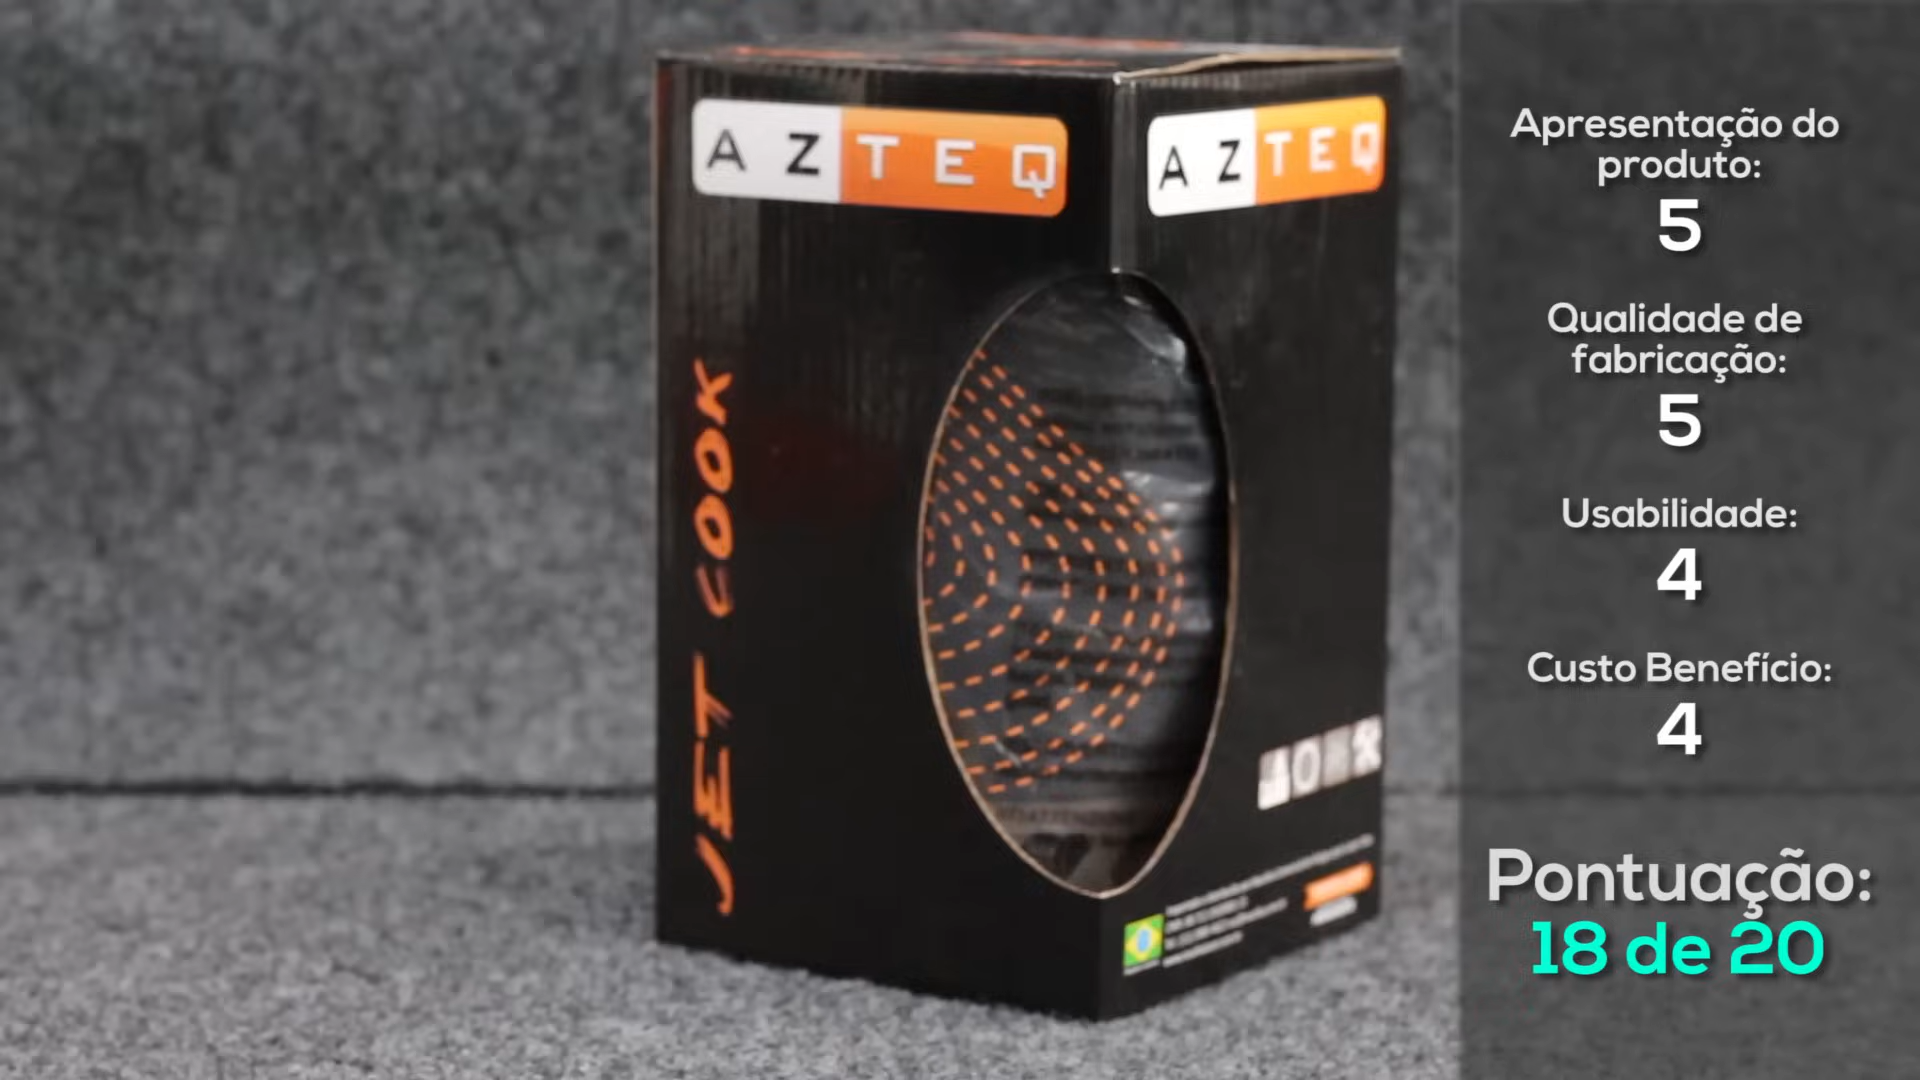 AZTEQ
AZTEQ
JET COOK
Apresentação do
produto:
5
Qualidade de
fabricação:
5
Usabilidade:
4
Custo Benefício:
4
Pontuação:
18 de 20